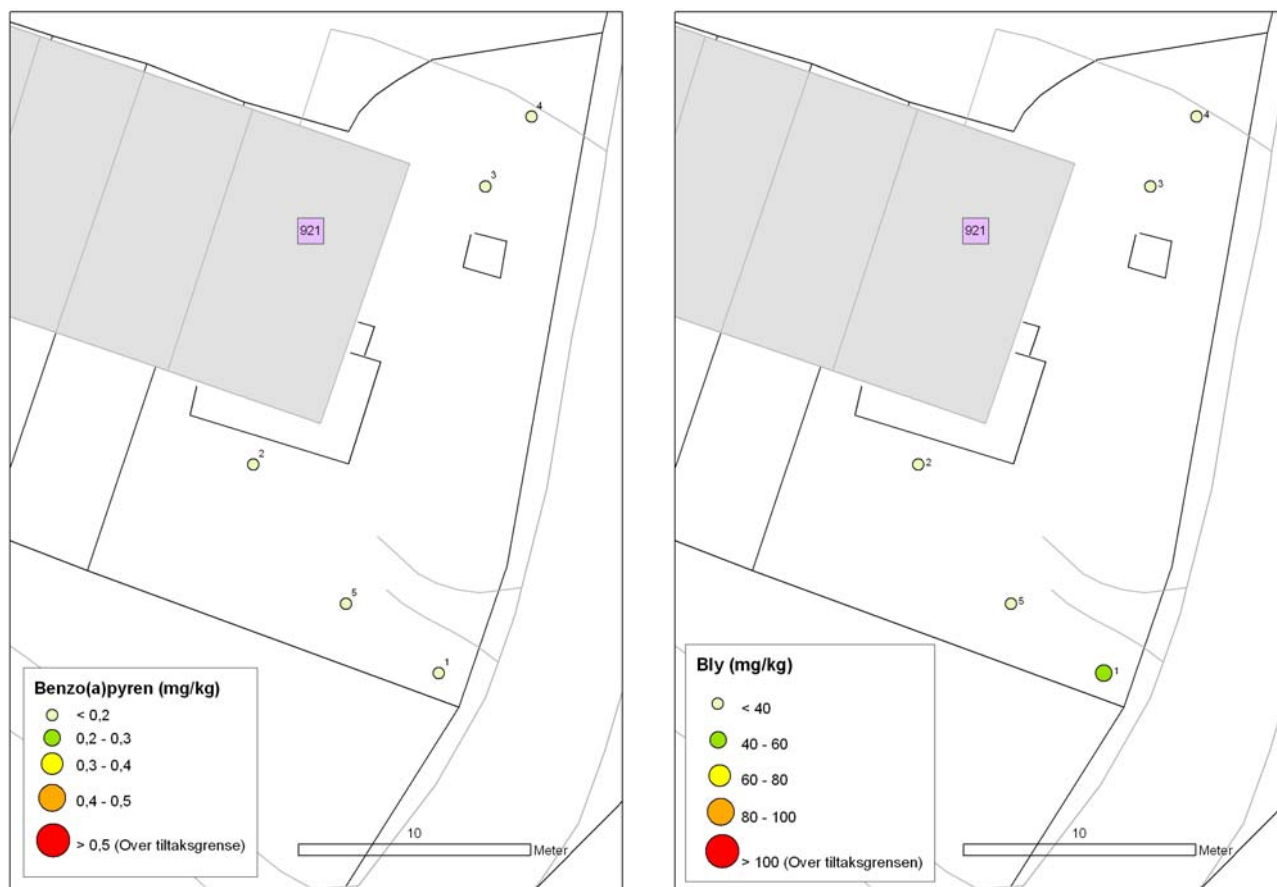 4
3
921
2
5
1
Benzo(a)pyren (mg/kg)
< 0,2
0,2 - 0,3
0,3 - 0,4
0,4 - 0,5
> 0,5 (Over tiltaksgrense)
10
Meter
4
3
921
2
5
1
Bly (mg/kg)
< 40
40 - 60
60 - 80
80 - 100
> 100 (Over tiltaksgrensen)
10
Meter